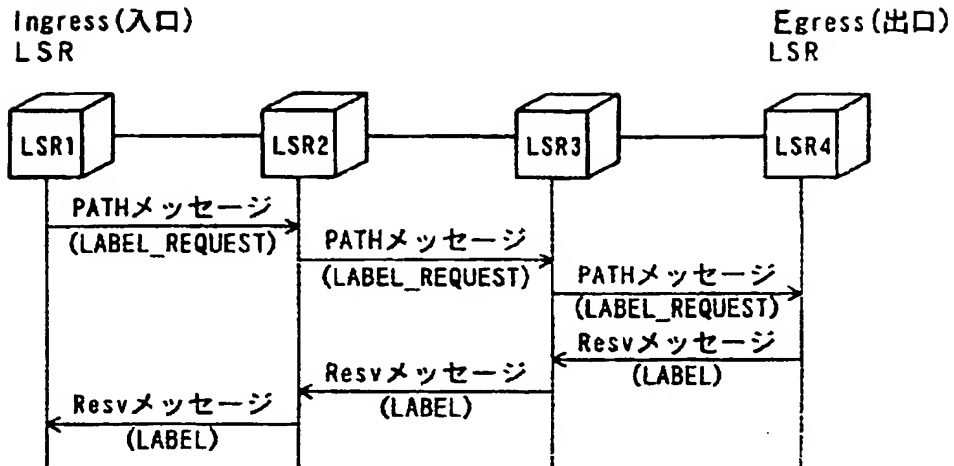 Ingress(入口)
LSR
Egress(出口)
LSR
LSR1
LSR2
LSR3
LSR4
PATHメッセージ
(LABEL_REQUEST)
PATHメッセージ
(LABEL_REQUEST)
PATHメッセージ
(LABEL_REQUEST)
Resvメッセージ
(LABEL)
Resvメッセージ
(LABEL)
Resvメッセージ
(LABEL)